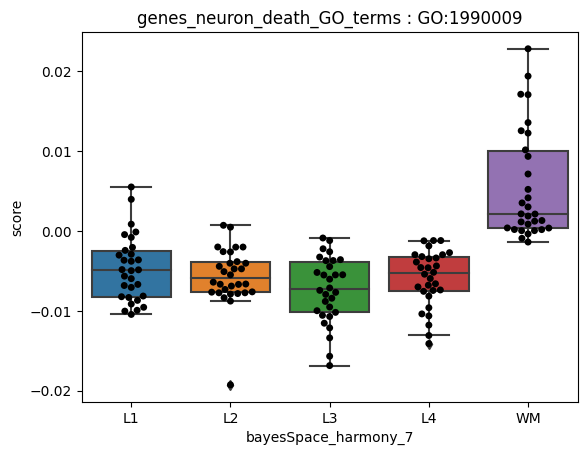 genes_neuron_death_GO_terms : GO:1990009
score
0.02
0.01
0.00
−0.01
−0.02
L1 L2 L3 L4 WM
bayesSpace_harmony_7